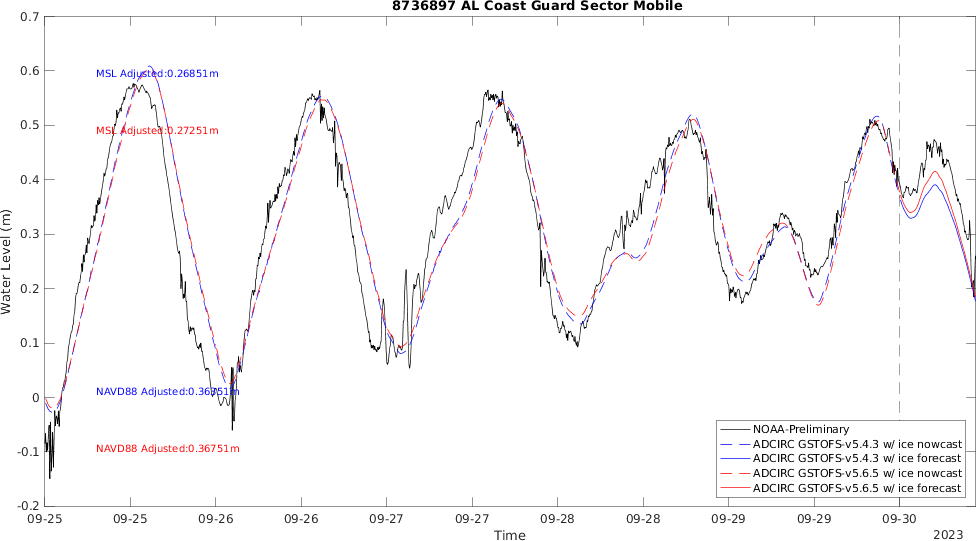 8736897 AL Coast Guard Sector Mobile
0.7
0.6
0.5
0.4
0.3
0.2
0.1
0
-0.1
-0.2
Water Level (m)
MSL Adjusted:0.26851m
MSL Adjusted:0.27251m
NAVD88 Adjusted:0.36351m
NAVD88 Adjusted:0.36751m
NOAA-Preliminary
ADCIRC GSTOFS-v5.4.3 w/ ice nowcast
ADCIRC GSTOFS-v5.4.3 w/ ice forecast
ADCIRC GSTOFS-v5.6.5 w/ ice nowcast
ADCIRC GSTOFS-v5.6.5 w/ ice forecast
09-25 09-25 09-26 09-26 09-27 09-27 09-28 09-28 09-29 09-29 09-30
Time
2023